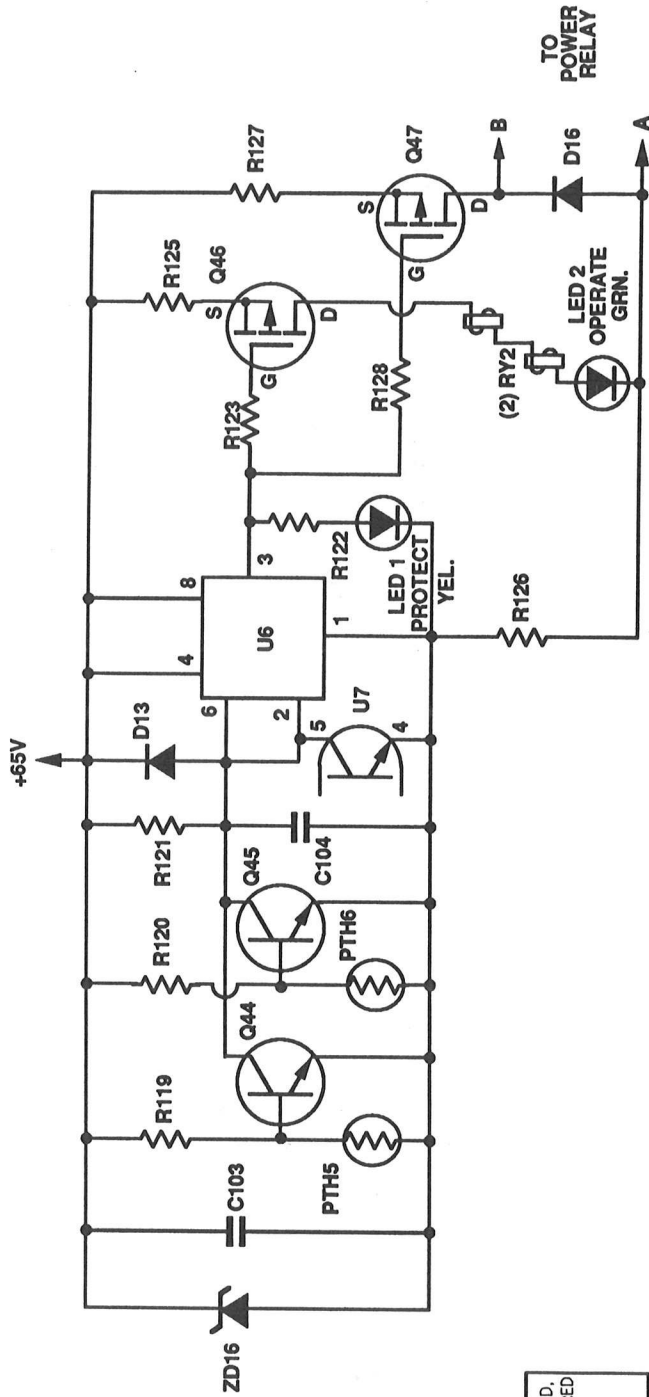 +65V
R119
R120
R121
D13
R125
R127
Q44
Q45
Q46
Q47
4
8
6
2
3
1
U6
5
4
U7
S
G
D
S
G
D
R123
R128
B
C103
C104
ZD16
PTH5
PTH6
R122
LED 1
PROTECT
YEL.
(2) RY2
LED 2
OPERATE
GRN.
D16
TO
POWER
RELAY
R126
A
D,
RED